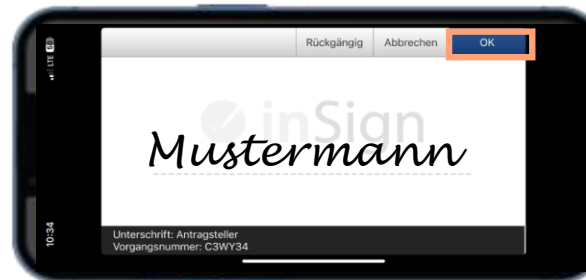 LTE
Rückgängig Abbrechen OK
inSign
Mustermann
Unterschrift: Antragsteller
Vorgangsnummer: C3WY34
10:34